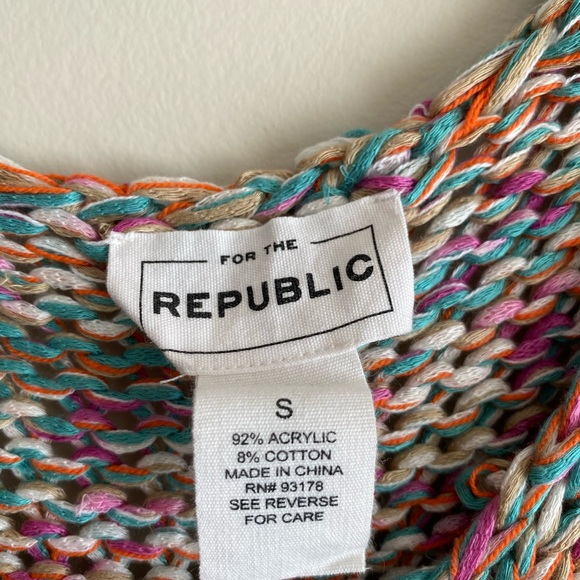 FOR THE
REPUBLIC
S
92% ACRYLIC
8% COTTON
MADE IN CHINA
RN# 93178
SEE REVERSE
FOR CARE